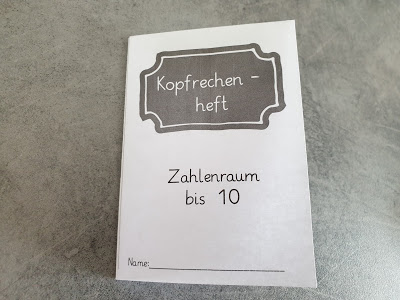 Kopfrechen -
heft
Zahlenraum
bis 10
Name: